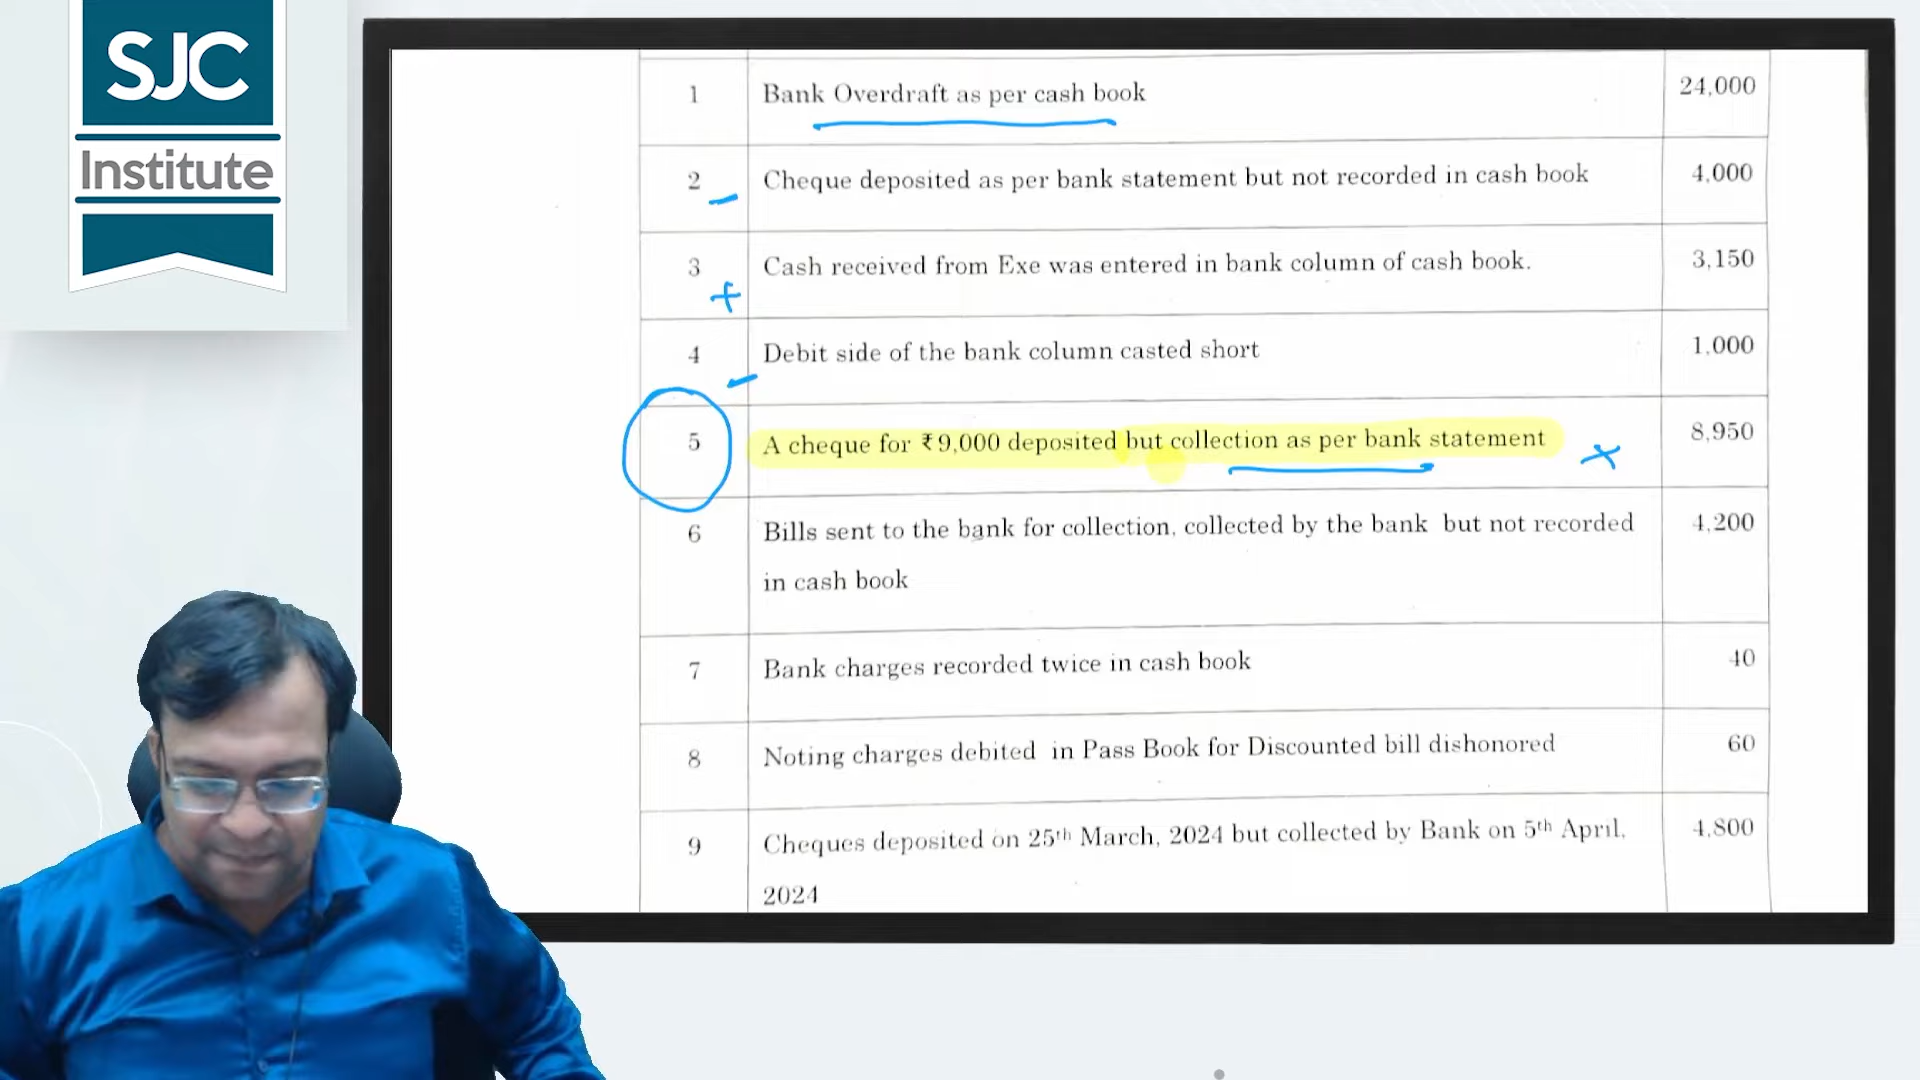 SJC
Institute
1 Bank Overdraft as per cash book 24,000
2 Cheque deposited as per bank statement but not recorded in cash book 4,000
3 Cash received from Exe was entered in bank column of cash book. 3,150
4 Debit side of the bank column casted short 1,000
5 A cheque for ₹9,000 deposited but collection as per bank statement 8,950
6 Bills sent to the bank for collection, collected by the bank but not recorded 4,200
in cash book
7 Bank charges recorded twice in cash book 40
8 Noting charges debited in Pass Book for Discounted bill dishonored 60
9 Cheques deposited on 25th March, 2024 but collected by Bank on 5th April, 4,800
2024